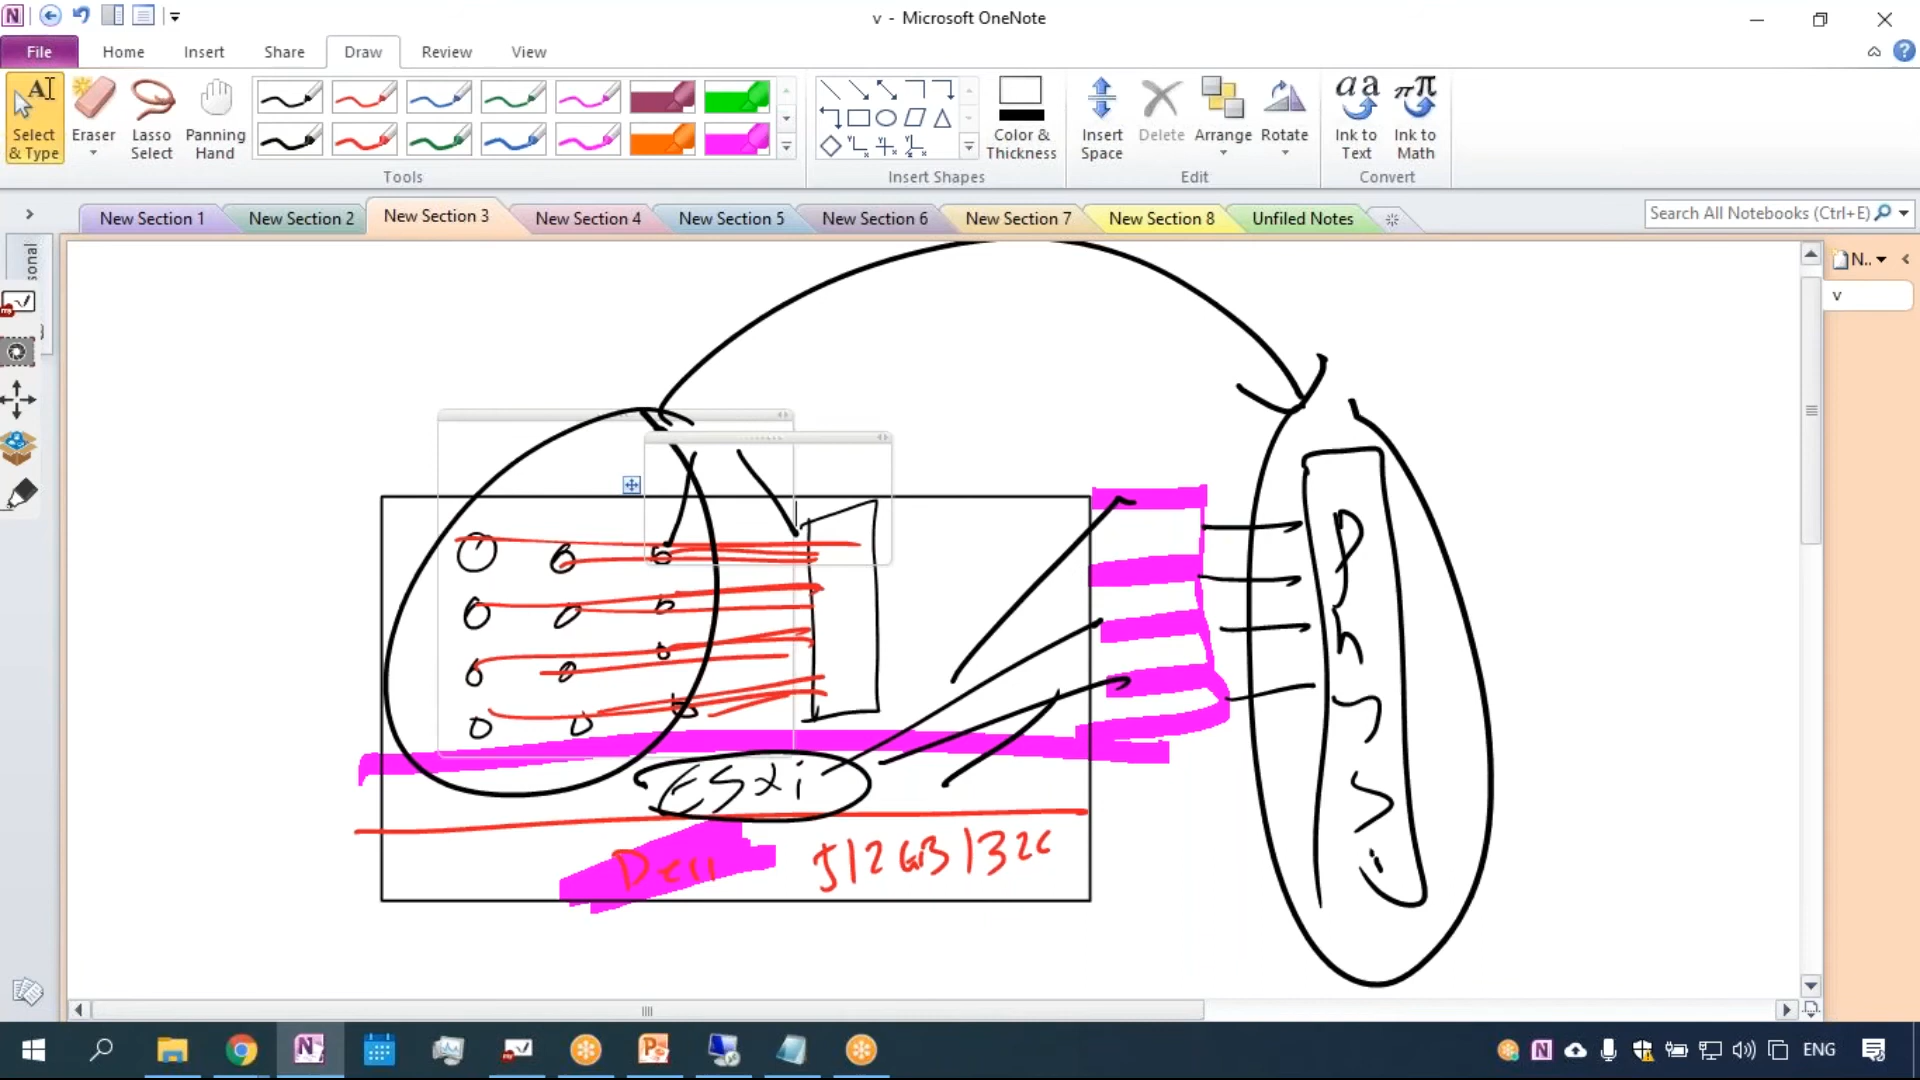 v - Microsoft OneNote
File Home Insert Share Draw Review View
Select & Type
Eraser
Lasso Select
Panning Hand
Color & Thickness
Insert Space
Delete
Arrange
Rotate
Ink to Text
Ink to Math
Tools
Insert Shapes
Edit
Convert
New Section 1
New Section 2
New Section 3
New Section 4
New Section 5
New Section 6
New Section 7
New Section 8
Unfiled Notes
Search All Notebooks (Ctrl+E)
sonal
N..
v
ESXi
Dell
512GB/32C
ENG